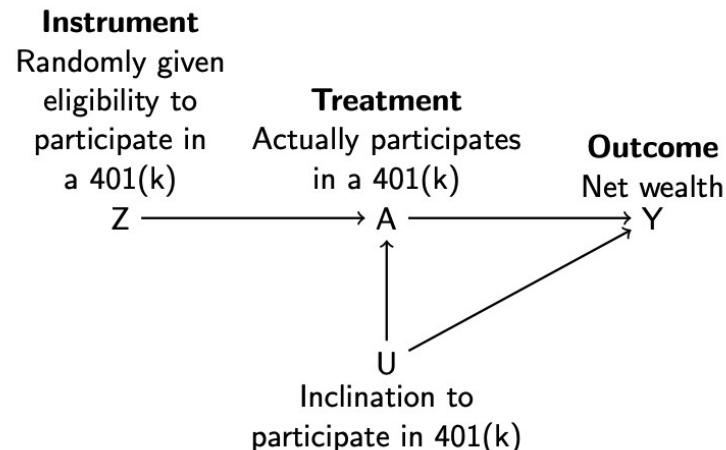 Instrument
Randomly given
eligibility to
participate in
a 401(k)
Z
Treatment
Actually participates
in a 401(k)
A
Outcome
Net wealth
Y
U
Inclination to
participate in 401(k)